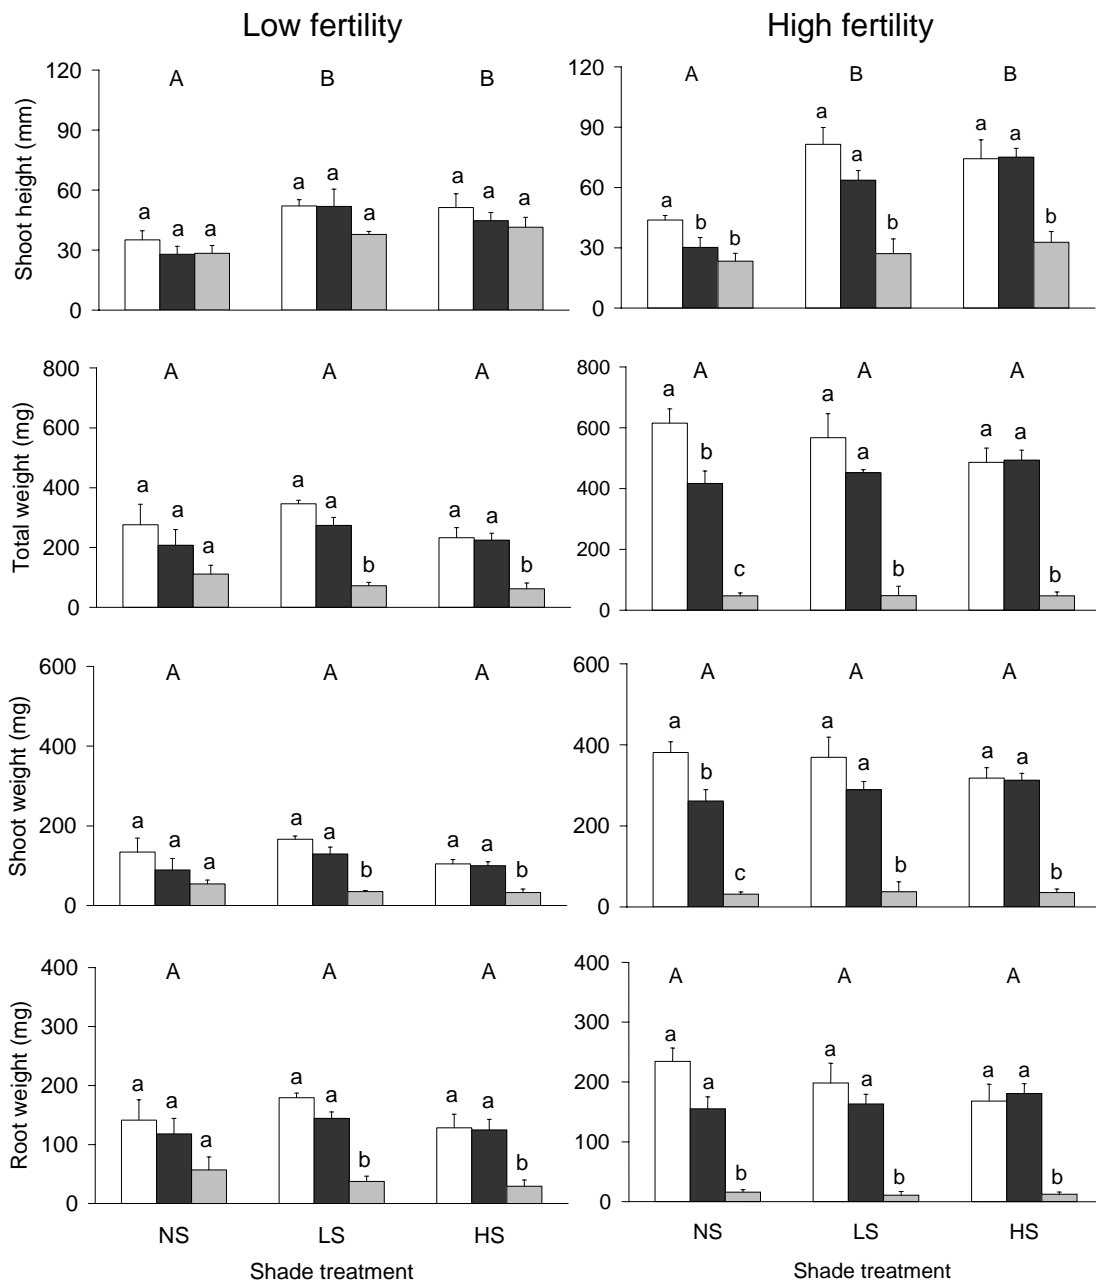 Low fertility
High fertility
Shoot height (mm)
120
90
60
30
0
A
B
B
a
a
a
a
a
a
a
a
a
120
90
60
30
0
A
B
B
a
b
b
a
a
b
a
a
b
Total weight (mg)
800
600
400
200
0
A
A
A
a
a
a
a
a
b
a
a
b
800
600
400
200
0
A
A
A
a
b
c
a
a
b
a
a
b
Shoot weight (mg)
600
400
200
0
A
A
A
a
a
a
a
a
b
a
a
b
600
400
200
0
A
A
A
a
b
c
a
a
b
a
a
b
Root weight (mg)
400
300
200
100
0
A
A
A
a
a
a
a
a
b
a
a
b
400
300
200
100
0
A
A
A
a
a
b
a
a
b
a
a
b
NS
LS
HS
NS
LS
HS
Shade treatment
Shade treatment